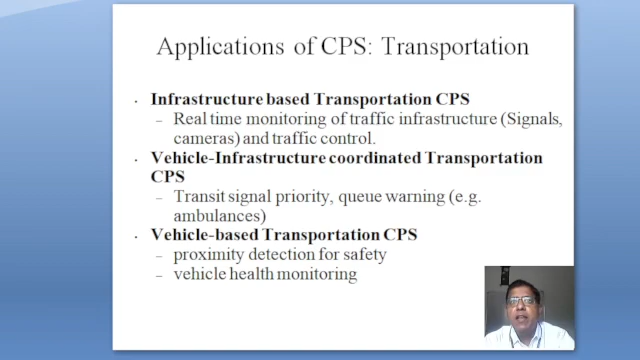 Applications of CPS: Transportation
• Infrastructure based Transportation CPS
– Real time monitoring of traffic infrastructure (Signals,
cameras) and traffic control.
• Vehicle-Infrastructure coordinated Transportation
CPS
– Transit signal priority, queue warning (e.g.
ambulances)
• Vehicle-based Transportation CPS
– proximity detection for safety
– vehicle health monitoring